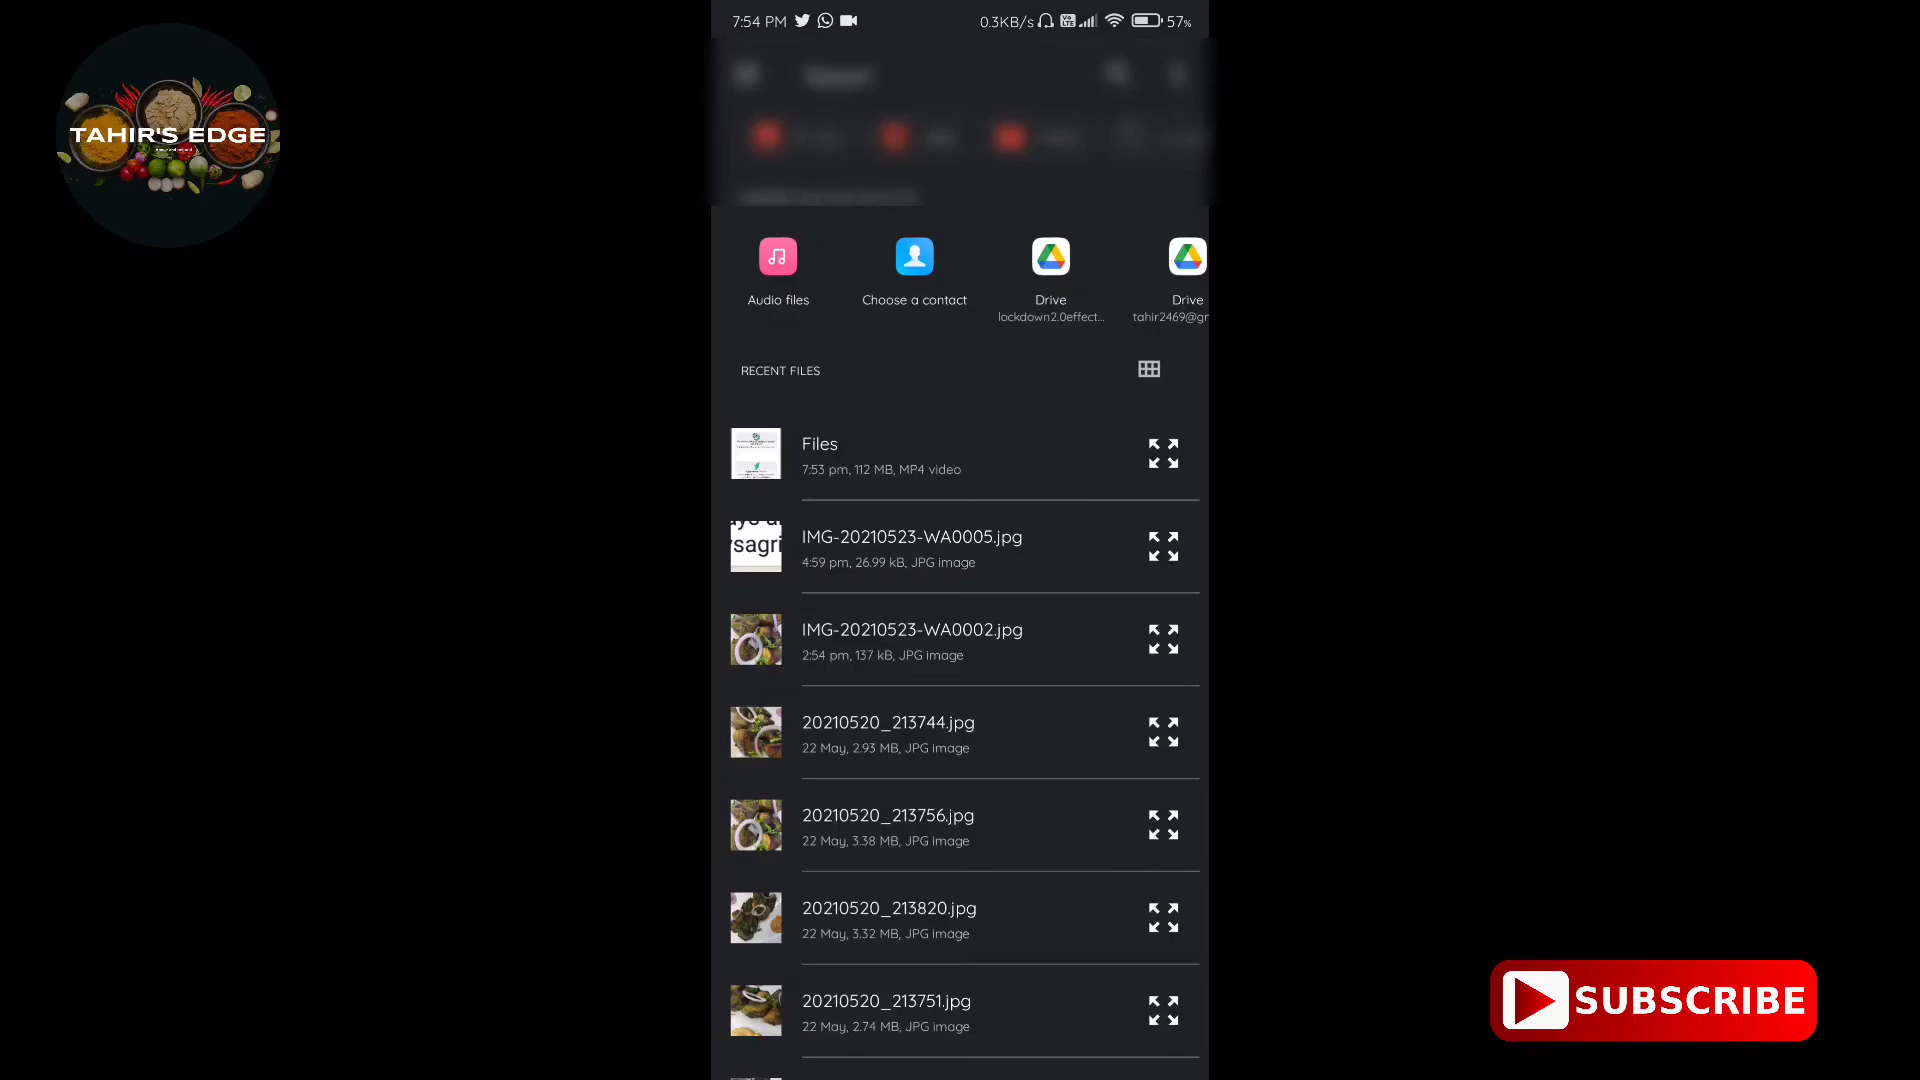 7:54 PM 0.3KB/s 57%
TAHIR'S EDGE
Audio files
Choose a contact
Drive
lockdown2.0effect...
Drive
tahir2469@gr
RECENT FILES
Files
7:53 pm, 112 MB, MP4 video
ysagri
IMG-20210523-WA0005.jpg
4:59 pm, 26.99 kB, JPG image
IMG-20210523-WA0002.jpg
2:54 pm, 137 kB, JPG image
20210520_213744.jpg
22 May, 2.93 MB, JPG image
20210520_213756.jpg
22 May, 3.38 MB, JPG image
20210520_213820.jpg
22 May, 3.32 MB, JPG image
20210520_213751.jpg
22 May, 2.74 MB, JPG image
SUBSCRIBE